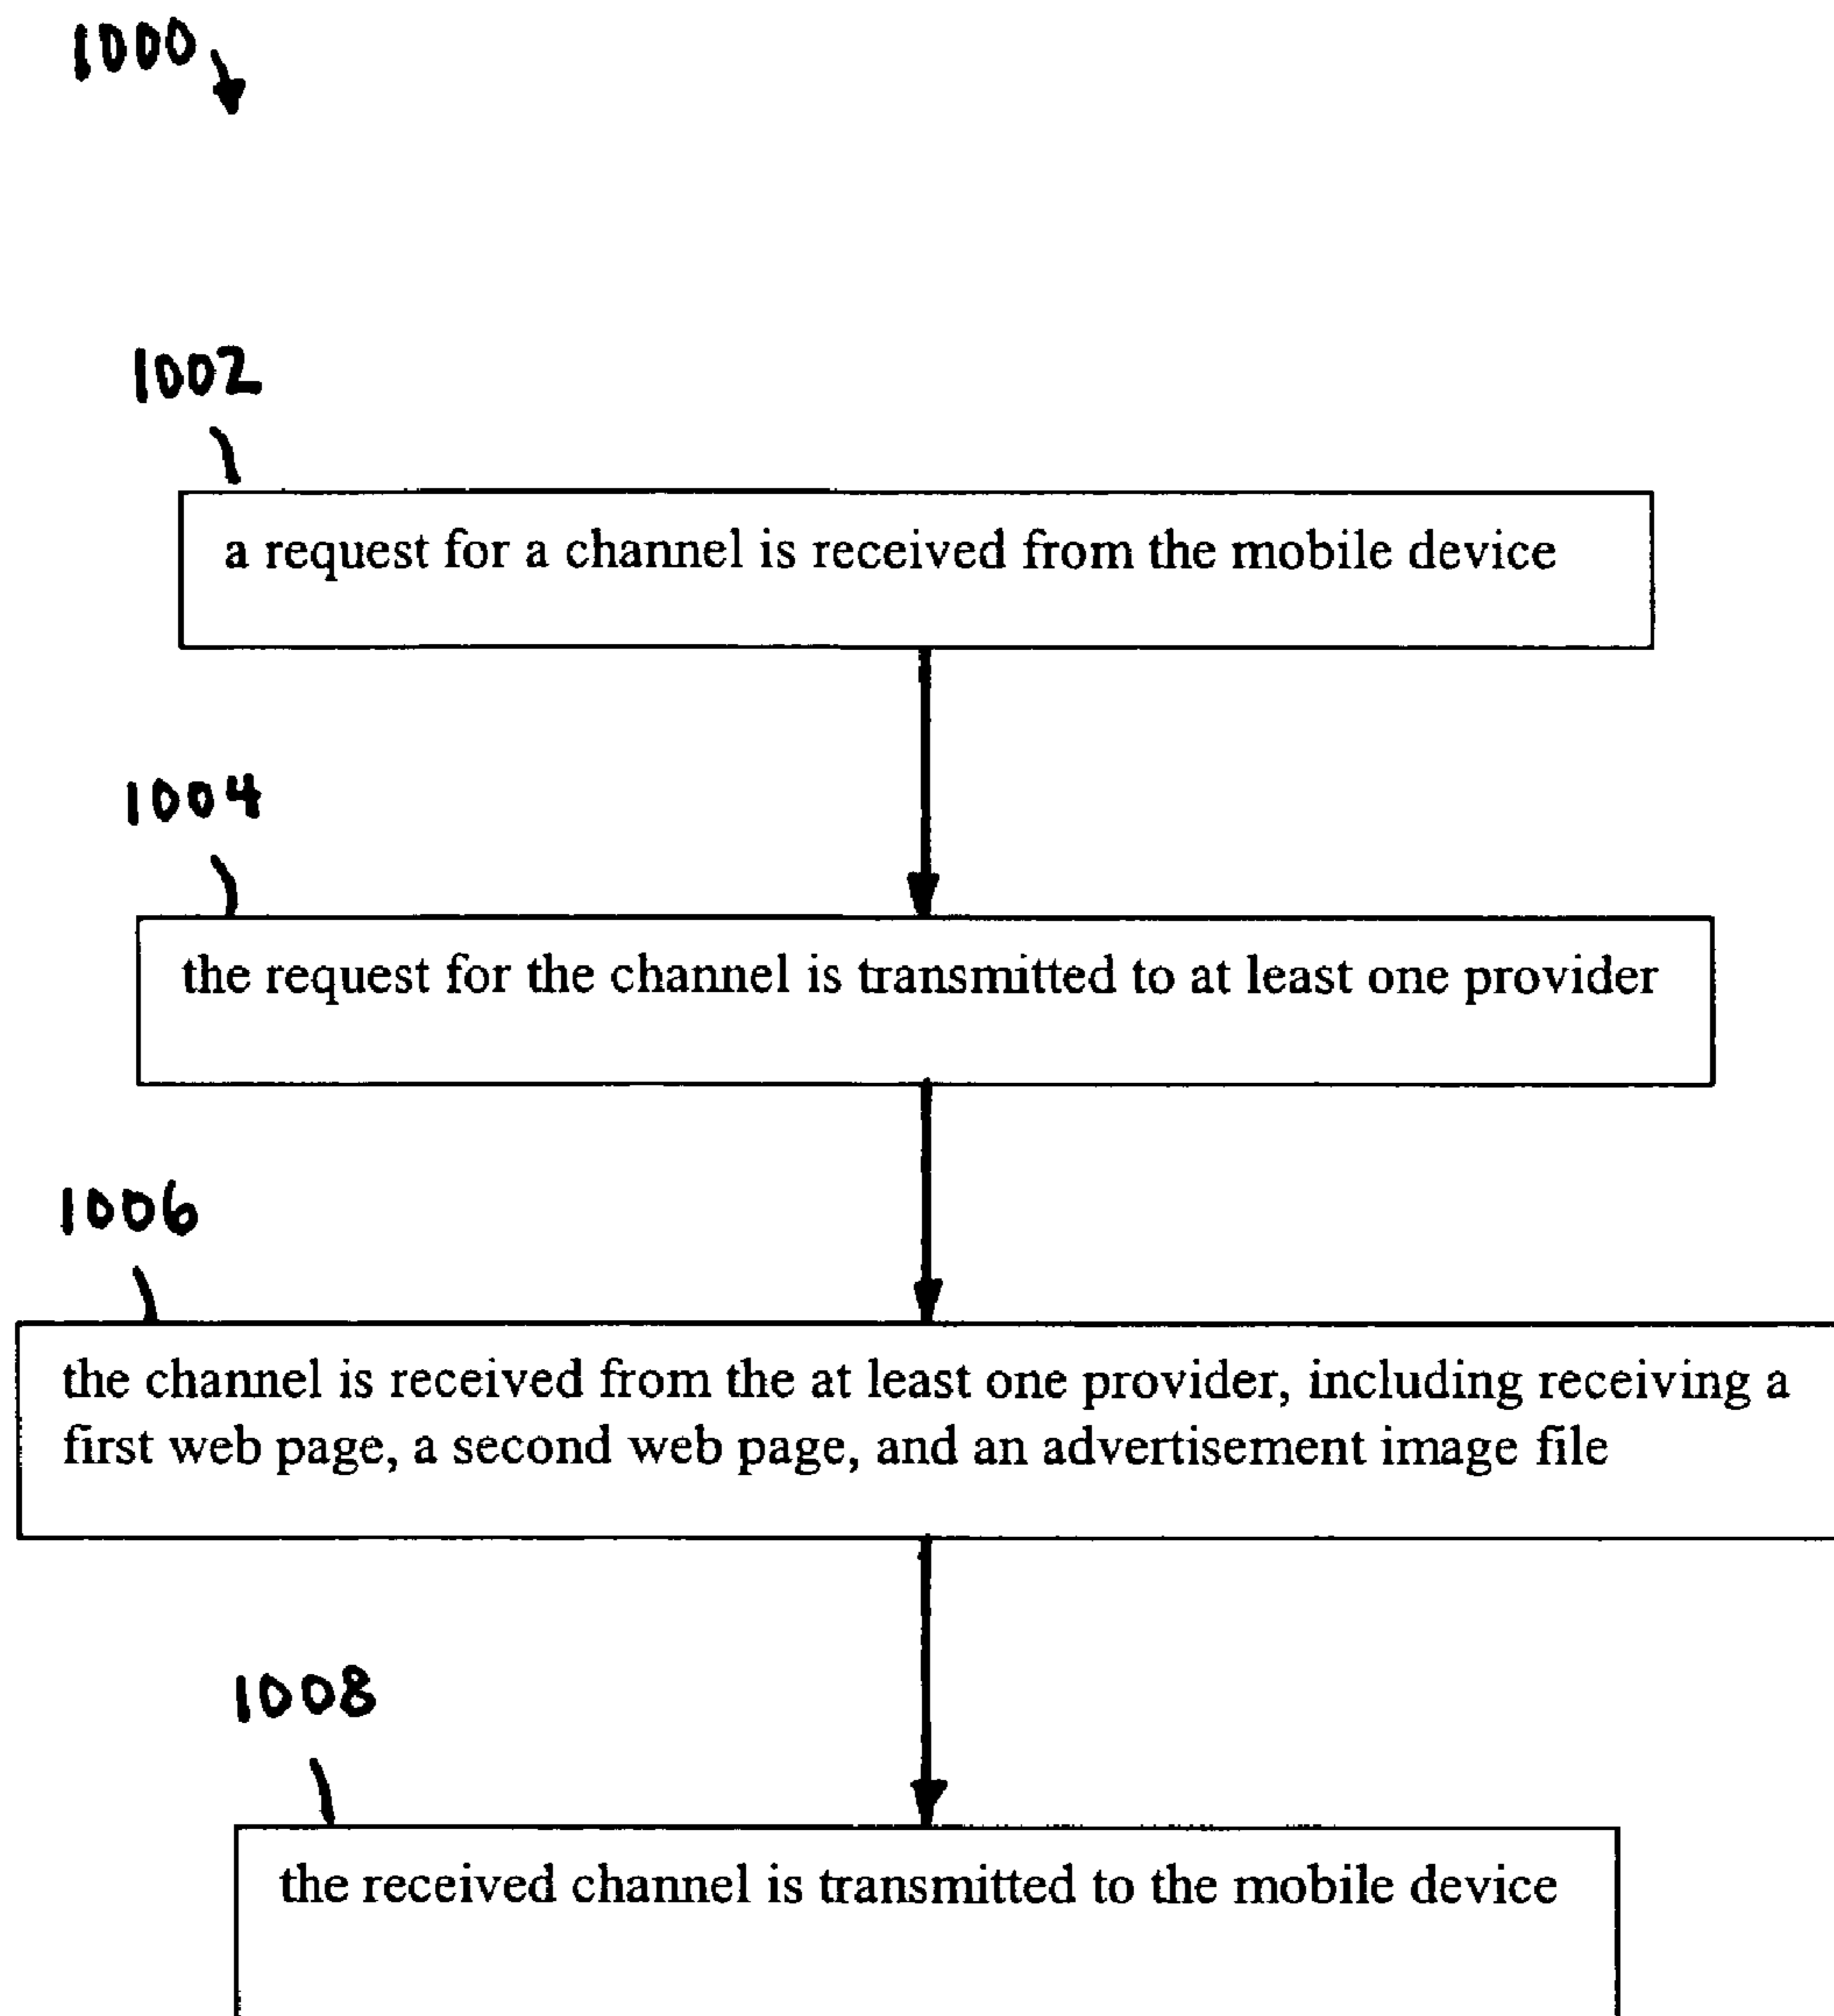 1000
1002
a request for a channel is received from the mobile device
1004
the request for the channel is transmitted to at least one provider
1006
the channel is received from the at least one provider, including receiving a
first web page, a second web page, and an advertisement image file
1008
the received channel is transmitted to the mobile device